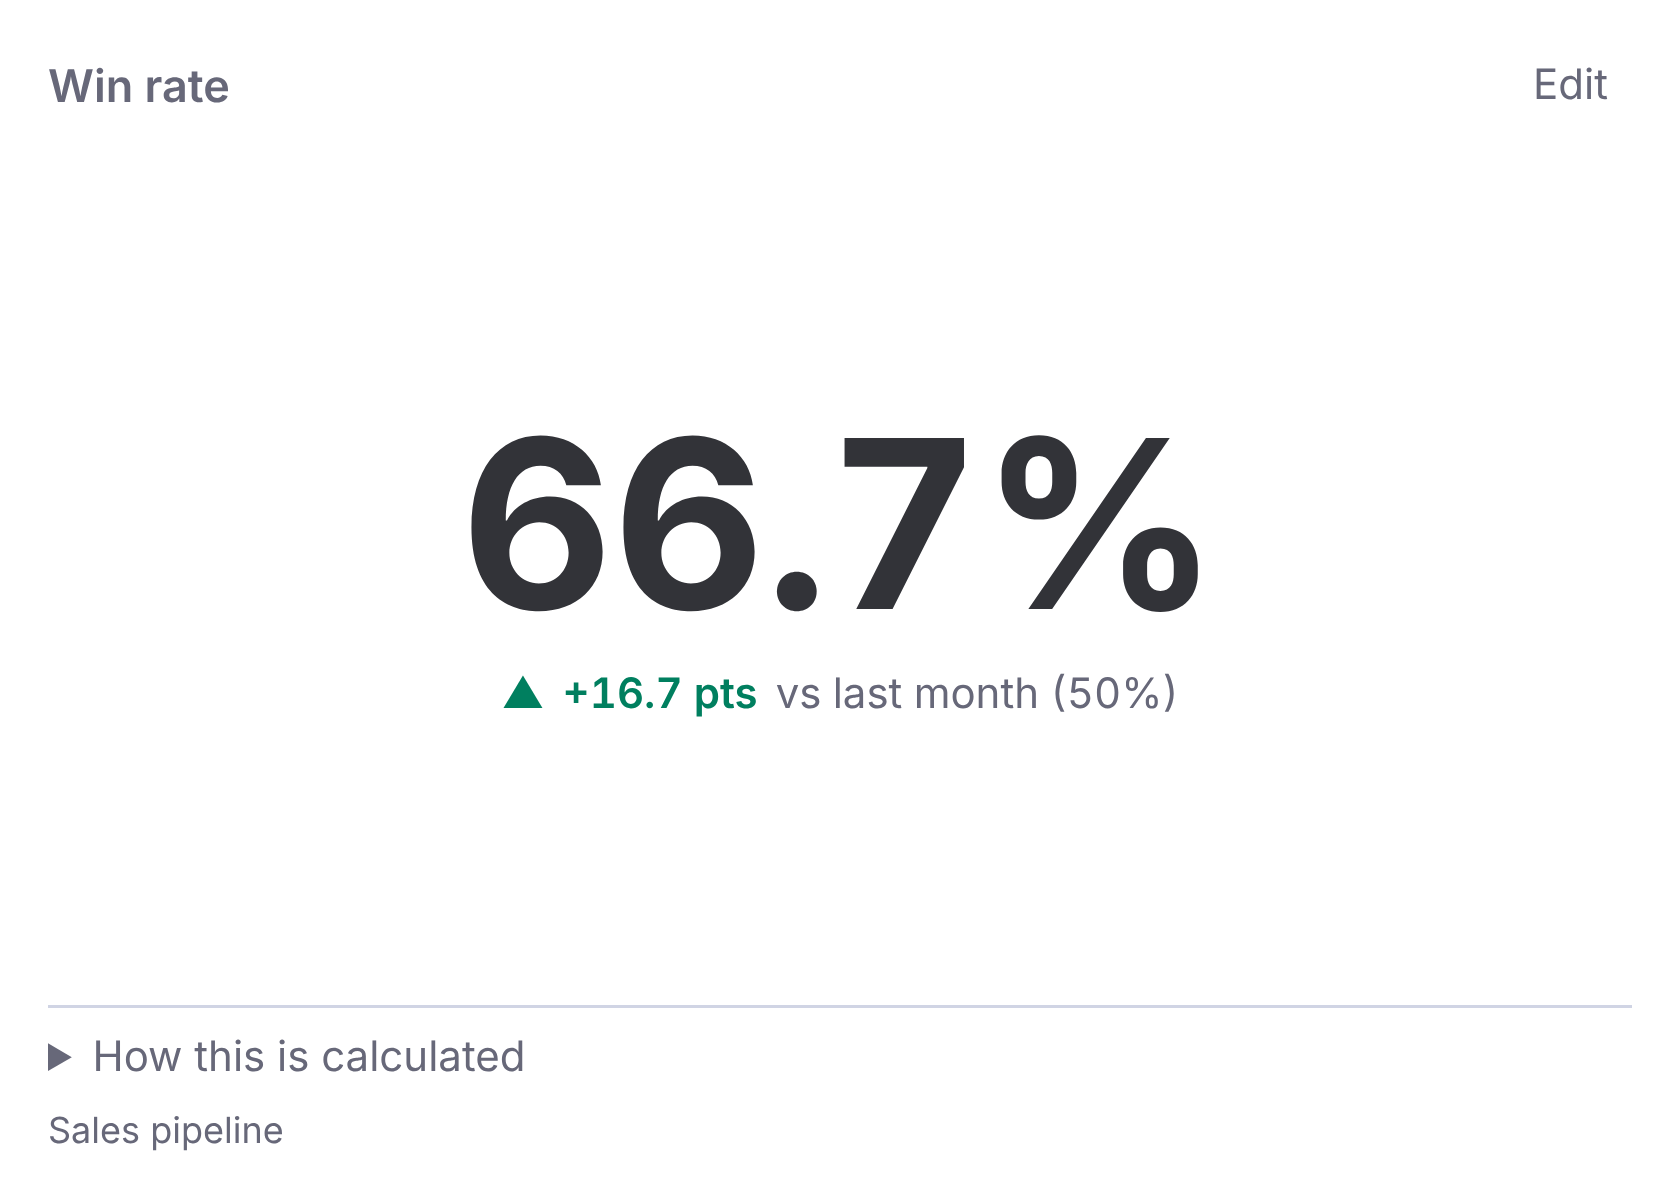 Win rate
Edit
66.7%
▲ +16.7 pts vs last month (50%)
▶ How this is calculated
Sales pipeline